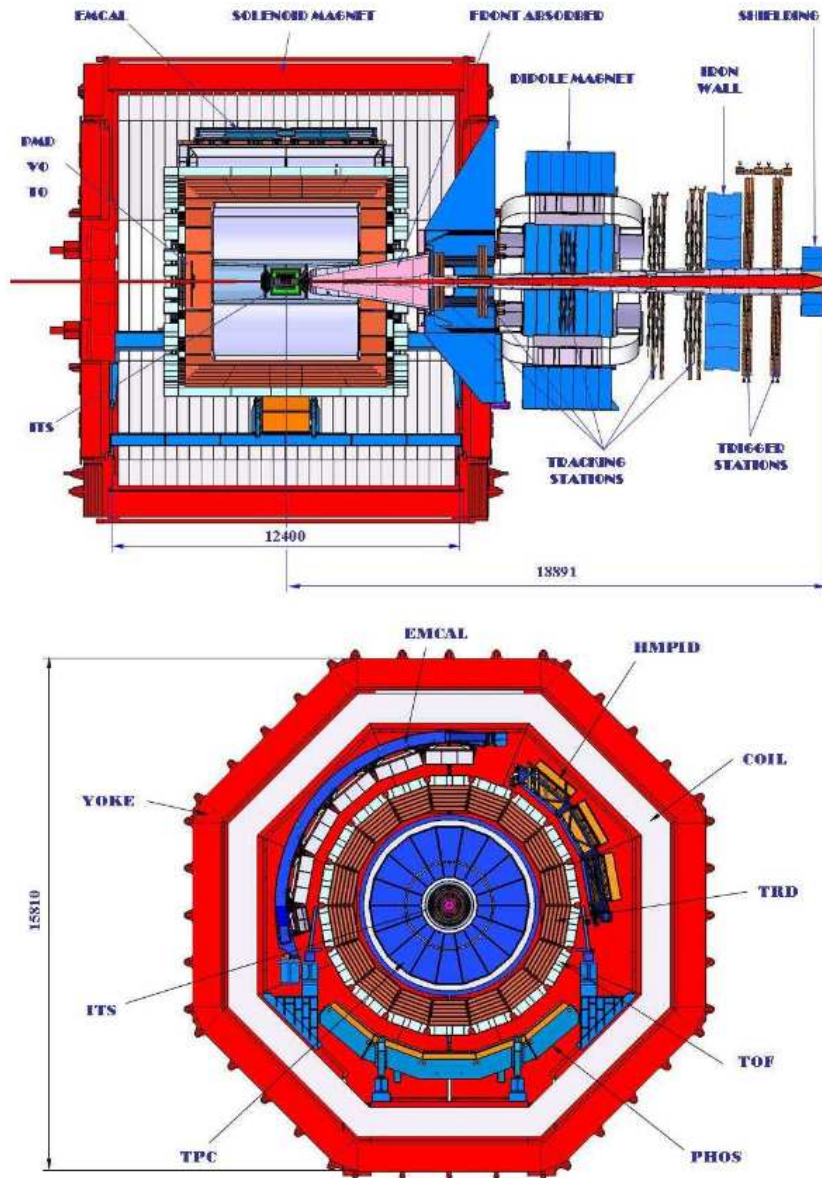 EMCAL
SOLENOID MAGNET
FRONT ABSORBER
SHIELDING
DIPOLE MAGNET
IRON
WALL
PMD
V0
T0
ITS
TRACKING
STATIONS
TRIGGER
STATIONS
12400
18891
EMCAL
HMPID
COIL
YOKE
15810
TRD
ITS
TOF
TPC
PHOS